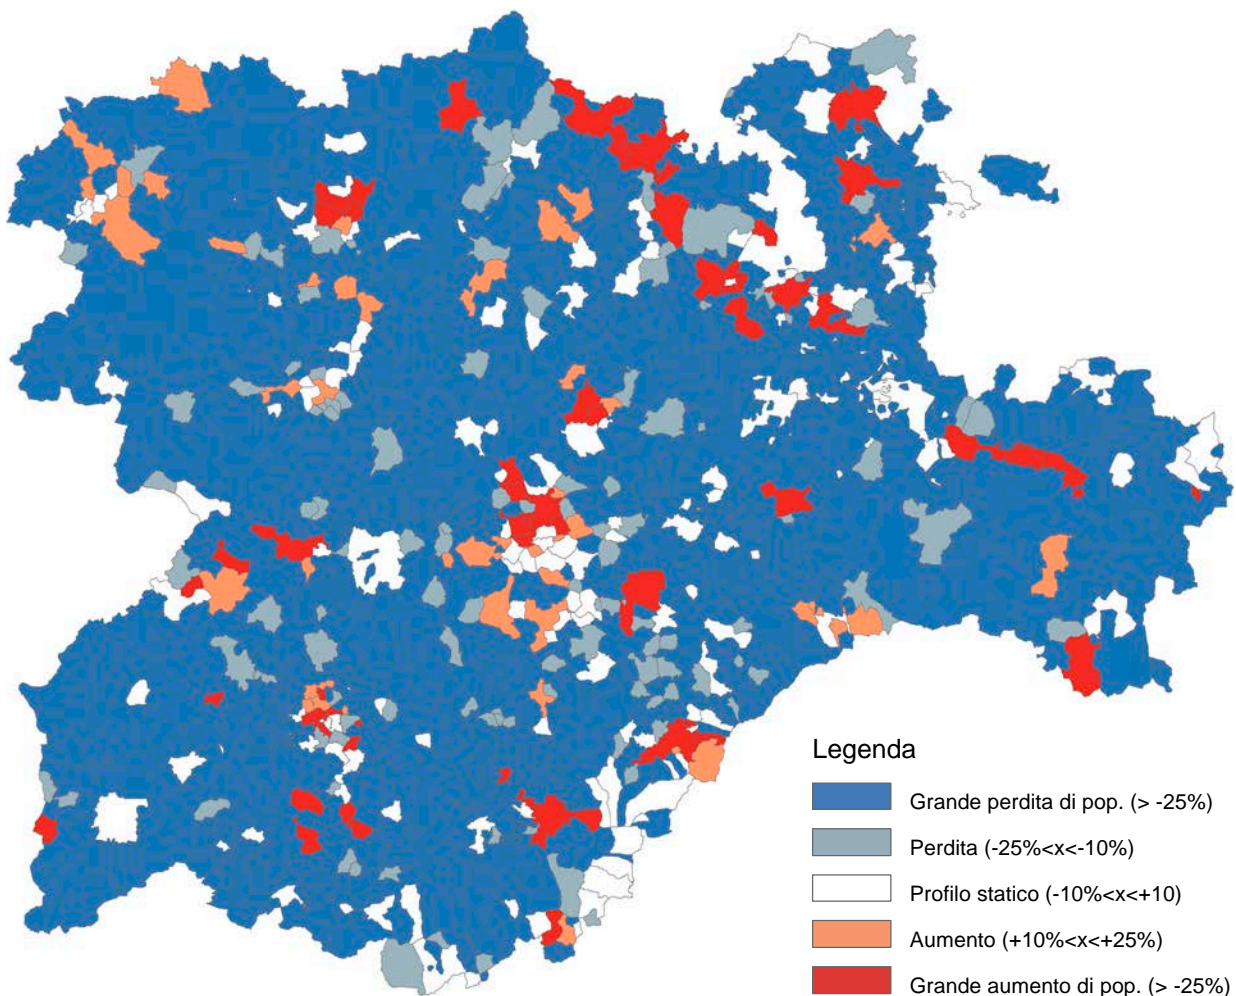 Legenda
Grande perdita di pop. (> -25%)
Perdita (-25%<x<-10%)
Profilo statico (-10%<x<+10)
Aumento (+10%<x<+25%)
Grande aumento di pop. (> -25%)